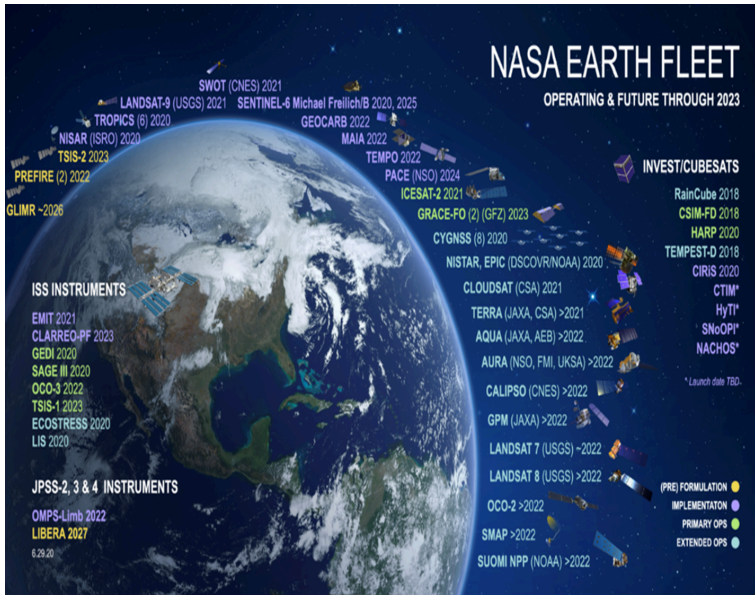 NASA EARTH FLEET
OPERATING & FUTURE THROUGH 2023
SWOT (CNES) 2021
LANDSAT-9 (USGS) 2021
SENTINEL-6 Michael Freilich/B 2020, 2025
TROPICS (6) 2020
GEOCARB 2022
NISAR (ISRO) 2020
MAIA 2022
TSIS-2 2023
TEMPO 2022
PREFIRE (2) 2022
PACE (NSO) 2024
GLIMR ~2026
ICESAT-2 2021
GRACE-FO (2) (GFZ) 2023
CYGNSS (8) 2020
NISTAR, EPIC (DSCOVR/NOAA) 2020
CLOUDSAT (CSA) 2021
TERRA (JAXA, CSA) >2021
AQUA (JAXA, AEB) >2022
AURA (NSO, FMI, UKSA) >2022
CALIPSO (CNES) >2022
GPM (JAXA) >2022
LANDSAT 7 (USGS) ~2022
LANDSAT 8 (USGS) >2022
OCO-2 >2022
SMAP >2022
SUOMI NPP (NOAA) >2022
INVEST/CUBESATS
RainCube 2018
CSIM-FD 2018
HARP 2020
TEMPEST-D 2018
CIRiS 2020
CTIM*
HyTI*
SNoOPI*
NACHOS*
* Launch date TBD-
ISS INSTRUMENTS
EMIT 2021
CLARREO-PF 2023
GEDI 2020
SAGE III 2020
OCO-3 2022
TSIS-1 2023
ECOSTRESS 2020
LIS 2020
JPSS-2, 3 & 4 INSTRUMENTS
OMPS-Limb 2022
LIBERA 2027
6.29.20
(PRE) FORMULATION
IMPLEMENTATON
PRIMARY OPS
EXTENDED OPS